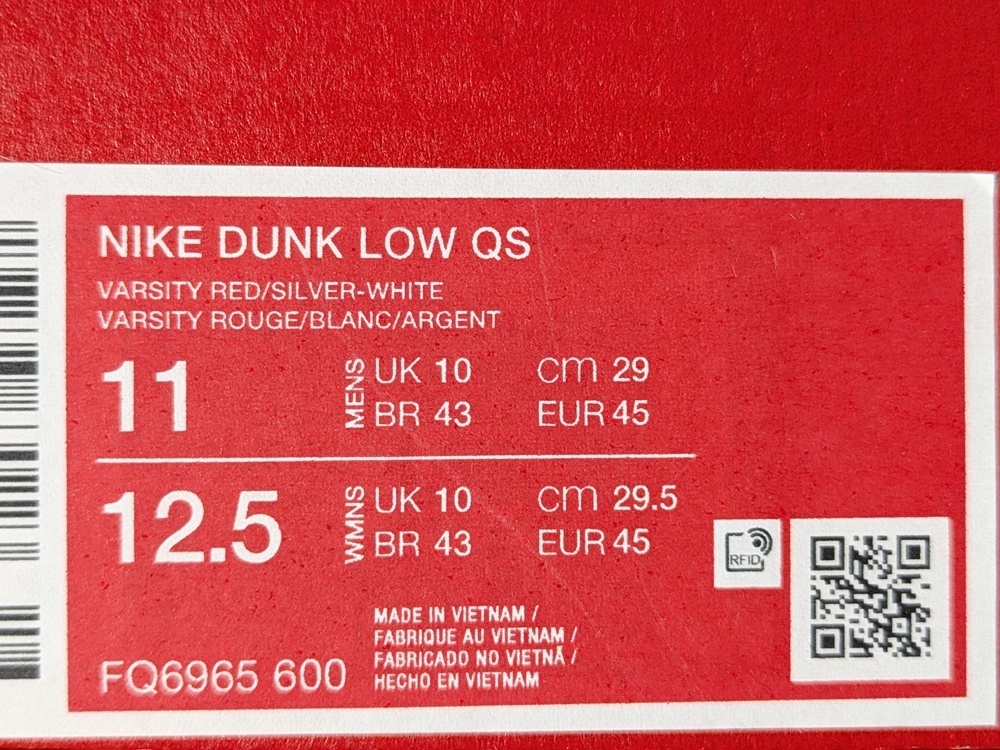 NIKE DUNK LOW QS
VARSITY RED/SILVER-WHITE
VARSITY ROUGE/BLANC/ARGENT
11
MENS
UK 10
cm 29
BR 43
EUR 45
12.5
WMNS
UK 10
cm 29.5
BR 43
EUR 45
RFID
MADE IN VIETNAM /
FABRIQUE AU VIETNAM /
FABRICADO NO VIETNÃ /
HECHO EN VIETNAM
FQ6965 600